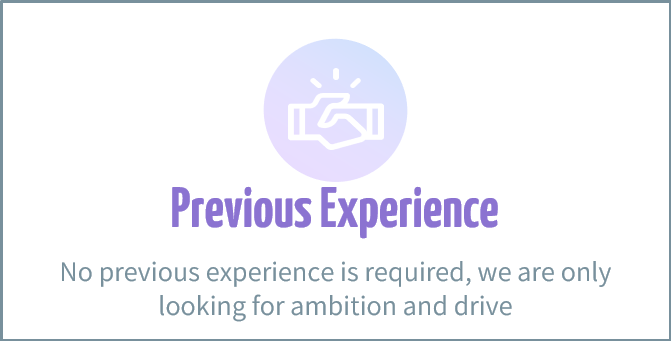 Previous Experience
No previous experience is required, we are only
looking for ambition and drive